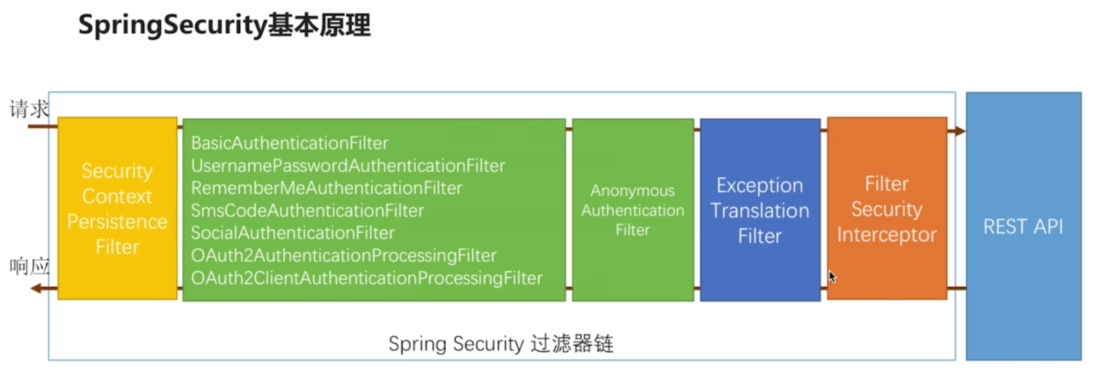 SpringSecurity基本原理
请求
Security
Context
Persistence
Filter
BasicAuthenticationFilter
UsernamePasswordAuthenticationFilter
RememberMeAuthenticationFilter
SmsCodeAuthenticationFilter
SocialAuthenticationFilter
OAuth2AuthenticationProcessingFilter
OAuth2ClientAuthenticationProcessingFilter
Anonymous
Authentication
Filter
Exception
Translation
Filter
Filter
Security
Interceptor
REST API
响应
Spring Security 过滤器链